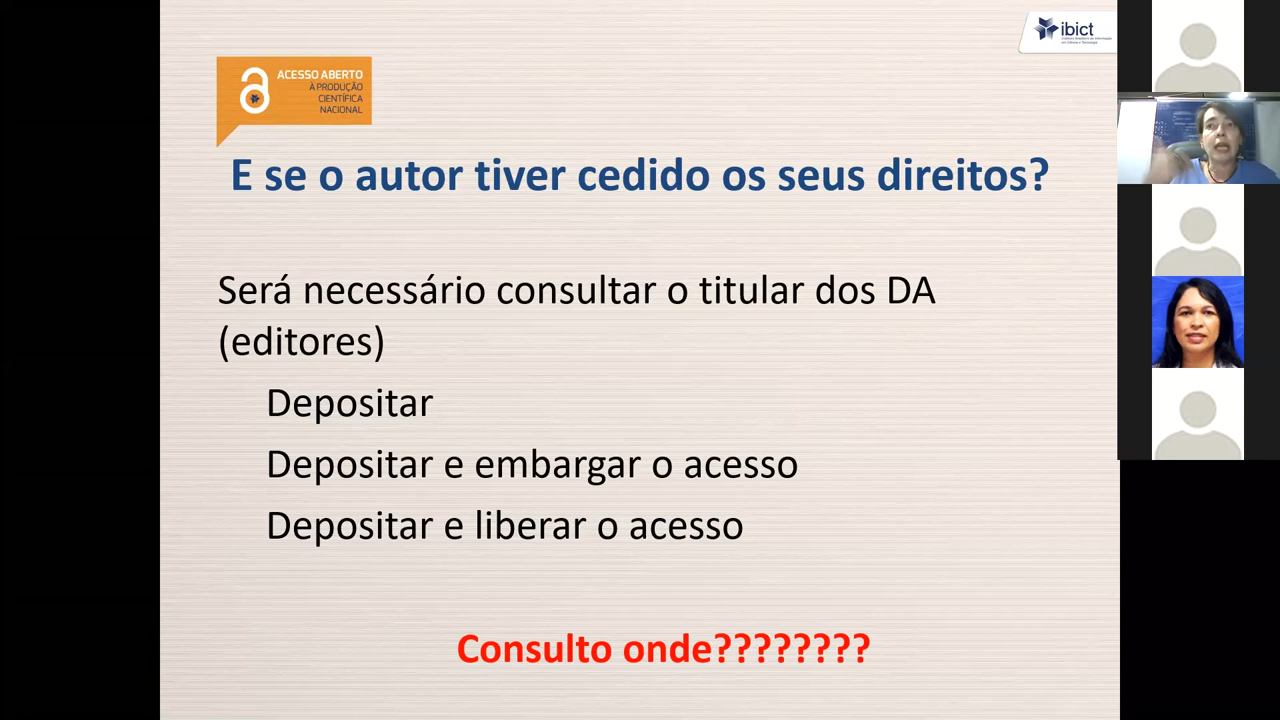 ibict
ACESSO ABERTO
À PRODUÇÃO
CIENTÍFICA
NACIONAL
E se o autor tiver cedido os seus direitos?
Será necessário consultar o titular dos DA
(editores)
Depositar
Depositar e embargar o acesso
Depositar e liberar o acesso
Consulto onde????????